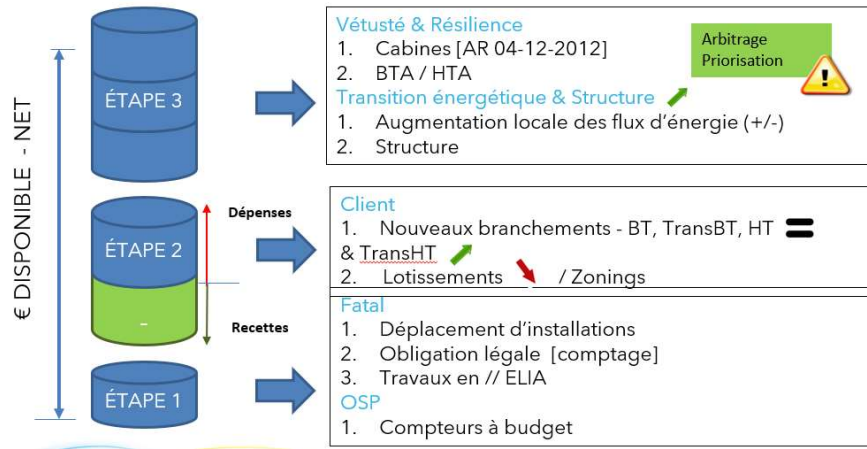 € DISPONIBLE - NET
ÉTAPE 3
Vétusté & Résilience
1. Cabines [AR 04-12-2012]
2. BTA / HTA
Transition énergétique & Structure
1. Augmentation locale des flux d'énergie (+/-)
2. Structure
Arbitrage
Priorisation
!
ÉTAPE 2
–
Dépenses
Recettes
Client
1. Nouveaux branchements - BT, TransBT, HT =
& TransHT
2. Lotissements / Zonings
ÉTAPE 1
Fatal
1. Déplacement d'installations
2. Obligation légale [comptage]
3. Travaux en // ELIA
OSP
1. Compteurs à budget